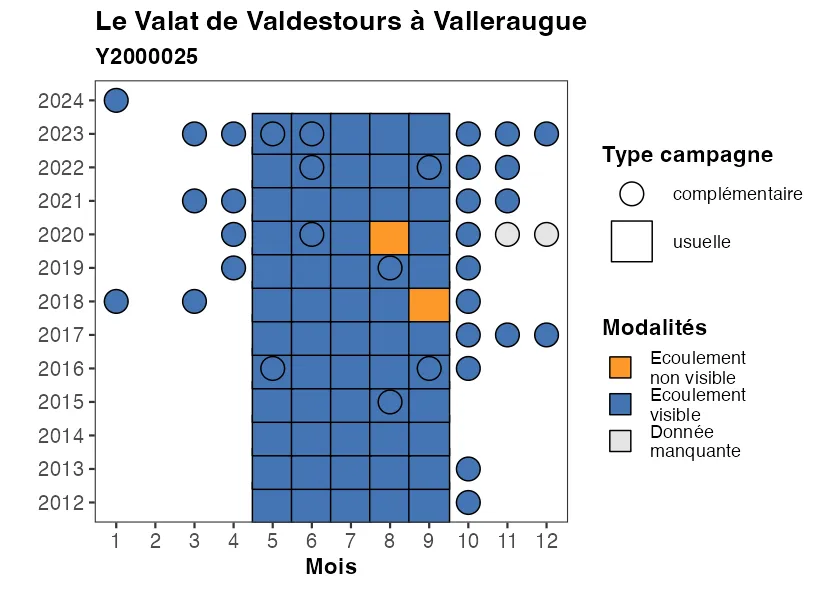 Le Valat de Valdestours à Valleraugue
Y2000025
2024
2023
2022
2021
2020
2019
2018
2017
2016
2015
2014
2013
2012
1 2 3 4 5 6 7 8 9 10 11 12
Mois
Type campagne
complémentaire
usuelle
Modalités
Ecoulement
non visible
Ecoulement
visible
Donnée
manquante